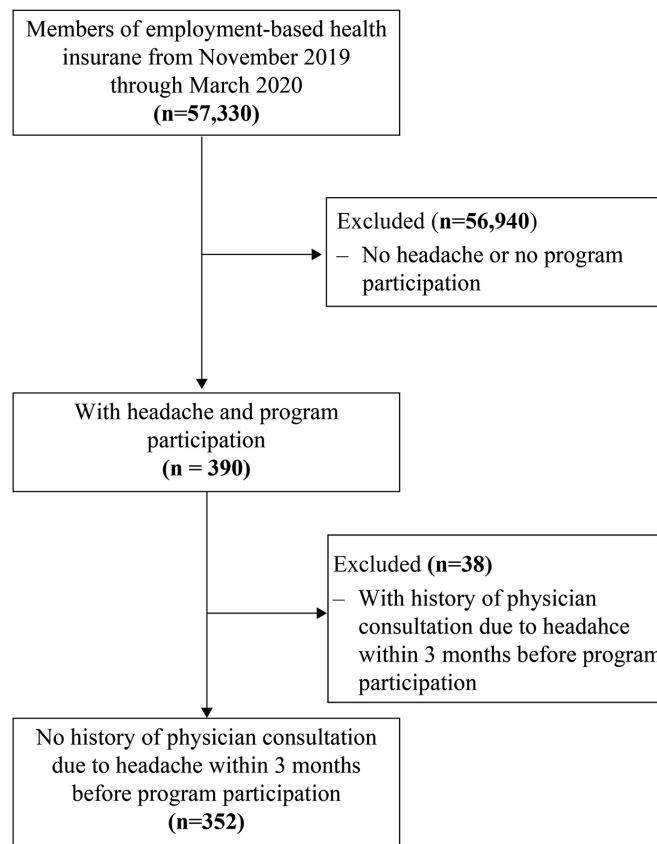 Members of employment-based health
insurane from November 2019
through March 2020
(n=57,330)
Excluded (n=56,940)
– No headache or no program
participation
With headache and program
participation
(n = 390)
Excluded (n=38)
– With history of physician
consultation due to headahce
within 3 months before program
participation
No history of physician consultation
due to headache within 3 months
before program participation
(n=352)